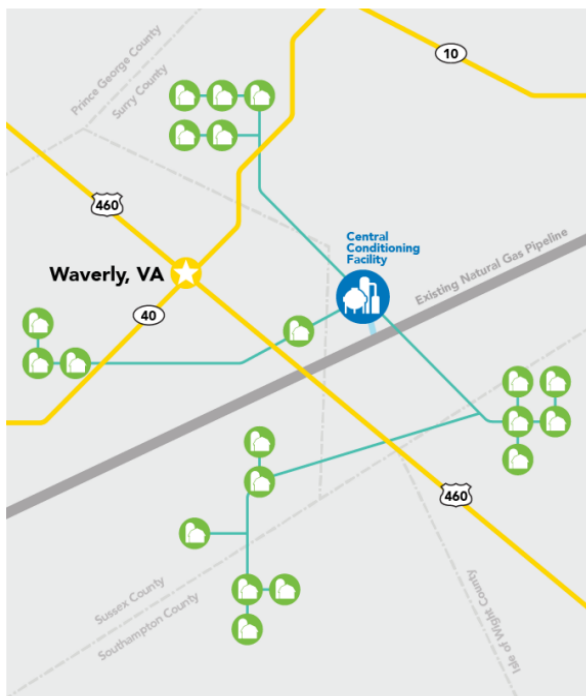 Prince George County
Surry County
10
460
Central
Conditioning
Facility
Existing Natural Gas Pipeline
Waverly, VA
40
460
Sussex County
Southampton County
Isle of Wight County